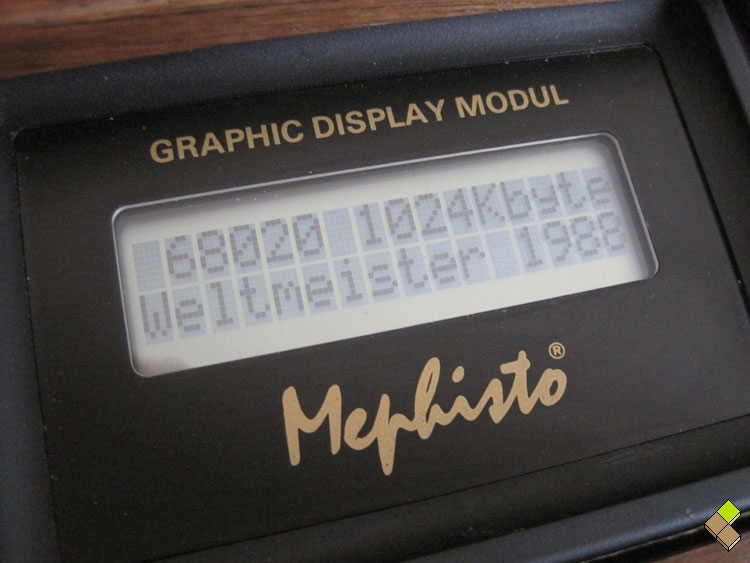 GRAPHIC DISPLAY MODUL
68020 1024Kbyte
Weltmeister 1988
Mephisto®